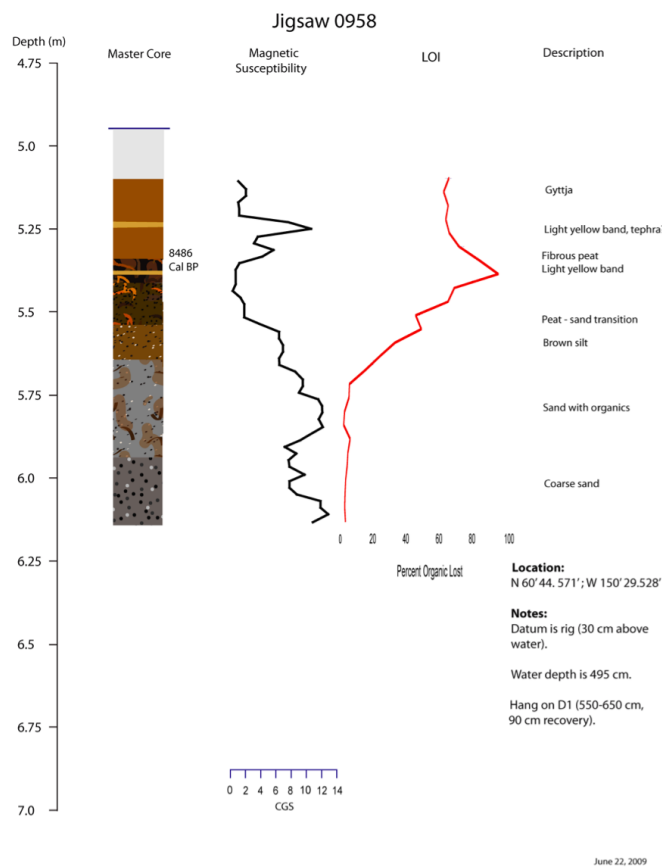 Jigsaw 0958
Depth (m)
Master Core
Magnetic
Susceptibility
LOI
Description
4.75
5.0
5.25
5.5
5.75
6.0
6.25
6.5
6.75
7.0
8486
Cal BP
Gyttja
Light yellow band, tephra
Fibrous peat
Light yellow band
Peat - sand transition
Brown silt
Sand with organics
Coarse sand
0 20 40 60 80 100
Percent Organic Lost
0 2 4 6 8 10 12 14
CGS
Location:
N 60' 44. 571' ; W 150' 29.528'
Notes:
Datum is rig (30 cm above
water).
Water depth is 495 cm.
Hang on D1 (550-650 cm,
90 cm recovery).
June 22, 2009